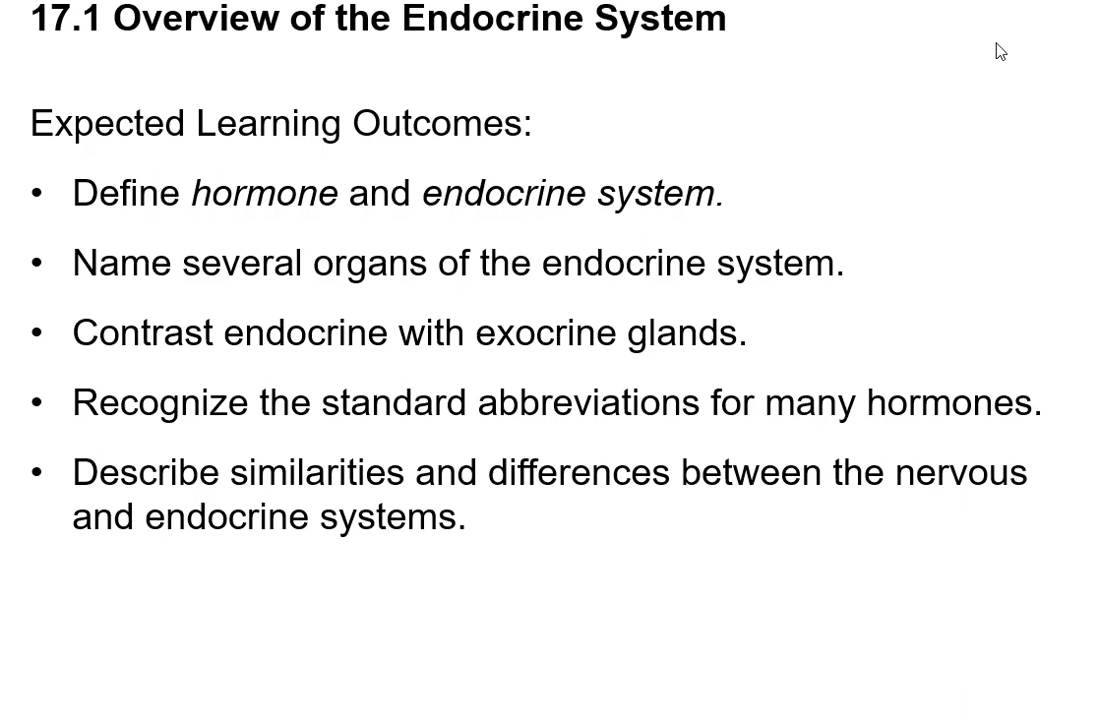 17.1 Overview of the Endocrine System
Expected Learning Outcomes:
• Define hormone and endocrine system.
• Name several organs of the endocrine system.
• Contrast endocrine with exocrine glands.
• Recognize the standard abbreviations for many hormones.
• Describe similarities and differences between the nervous
and endocrine systems.